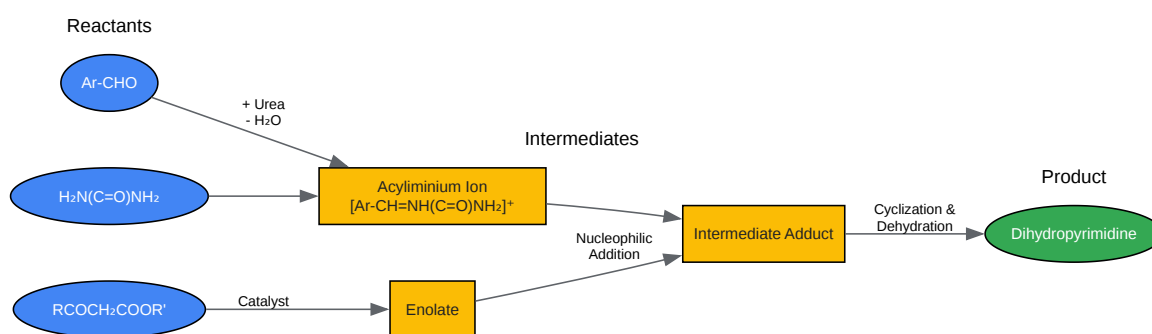 Reactants
Ar-CHO
+ Urea
- H₂O
Intermediates
H₂N(C=O)NH₂
Acyliminium Ion
[Ar-CH=NH(C=O)NH₂]⁺
Product
Intermediate Adduct
Cyclization &
Dehydration
Dihydropyrimidine
Nucleophilic
Addition
RCOCH₂COOR'
Catalyst
Enolate